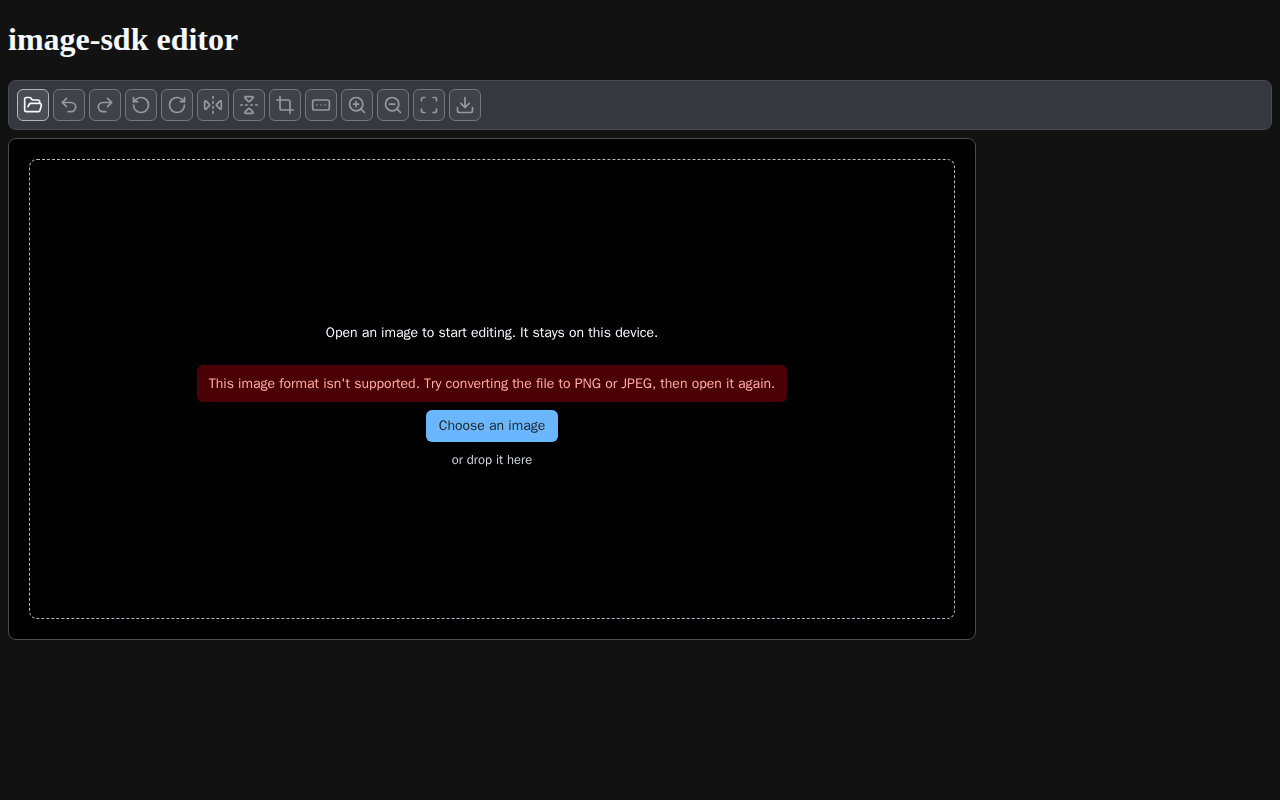 image-sdk editor
Open an image to start editing. It stays on this device.
This image format isn't supported. Try converting the file to PNG or JPEG, then open it again.
Choose an image
or drop it here